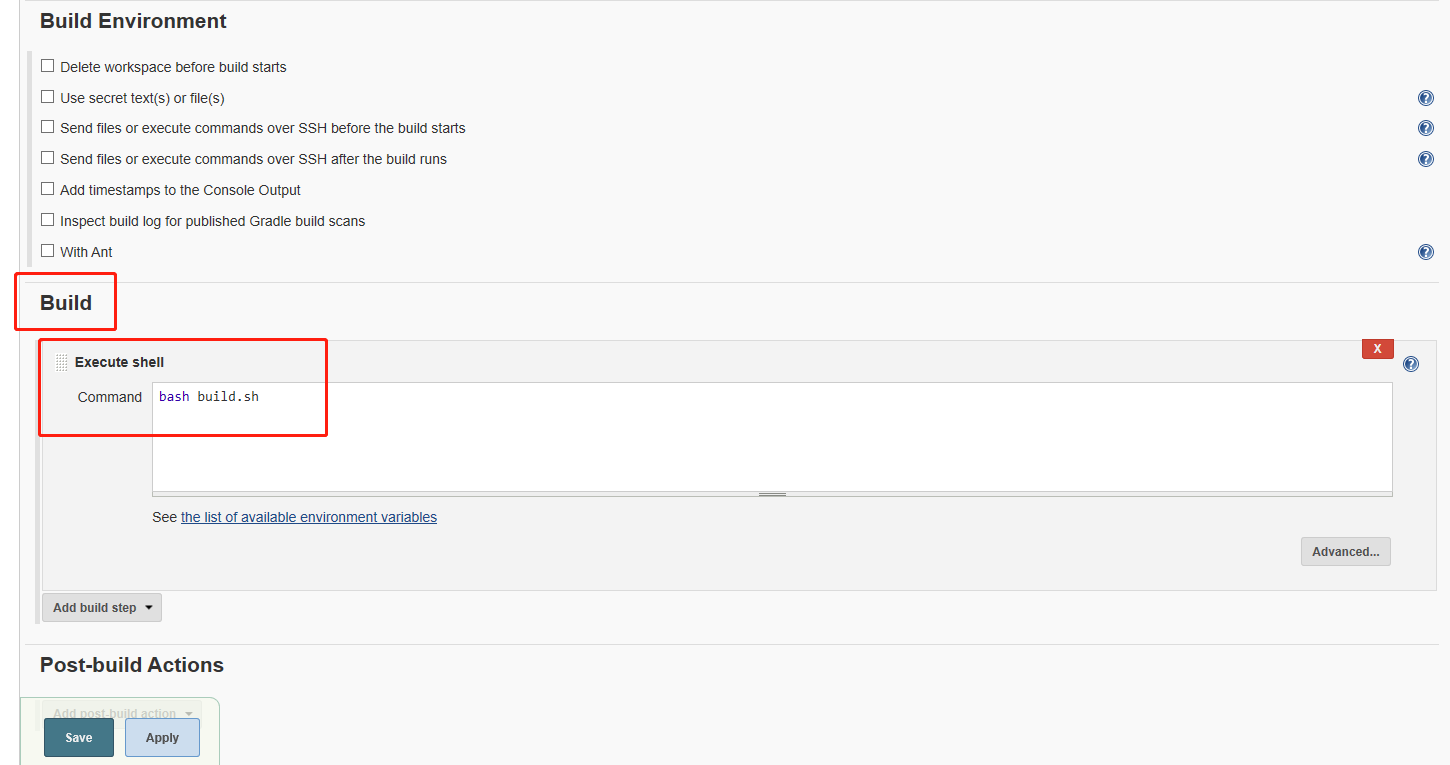 Build Environment
Delete workspace before build starts
Use secret text(s) or file(s)
Send files or execute commands over SSH before the build starts
Send files or execute commands over SSH after the build runs
Add timestamps to the Console Output
Inspect build log for published Gradle build scans
With Ant
Build
X
Execute shell
Command bash build.sh
See the list of available environment variables
Advanced...
Add build step
Post-build Actions
Add post-build action
Save Apply